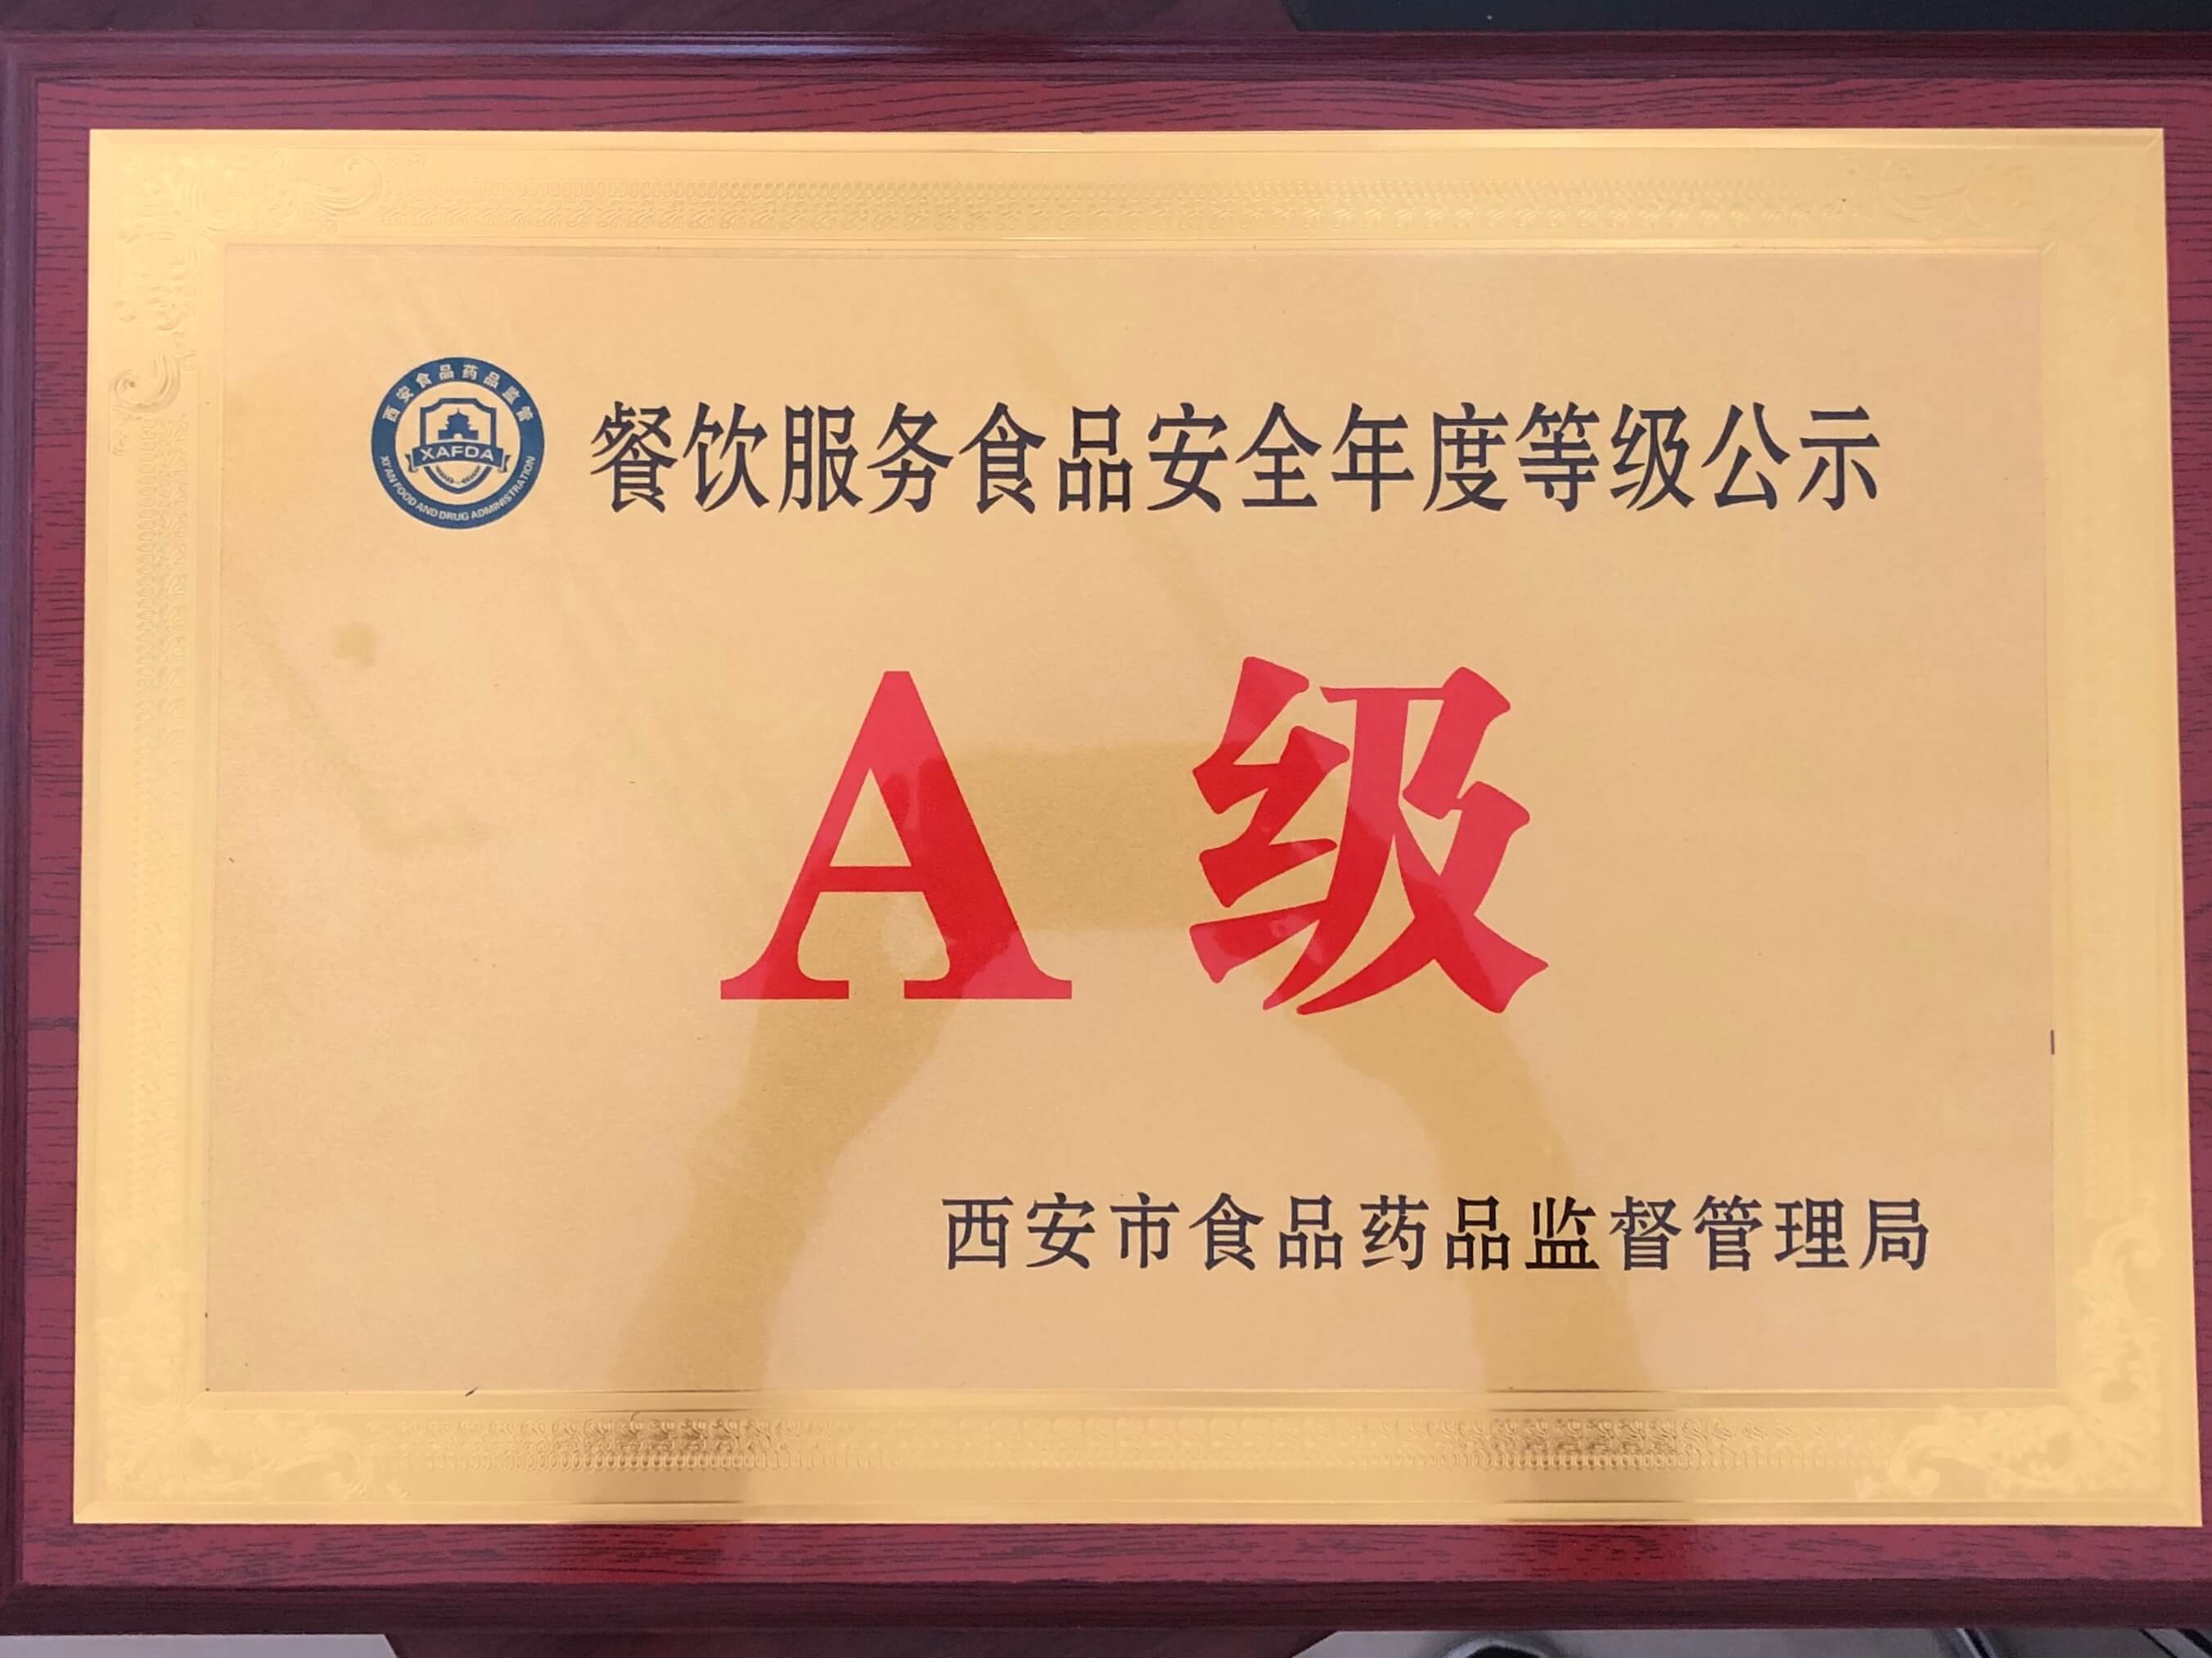 西安食品药品监管
XAFDA
XI'AN FOOD AND DRUG ADMINISTRATION
餐饮服务食品安全年度等级公示
A级
西安市食品药品监督管理局